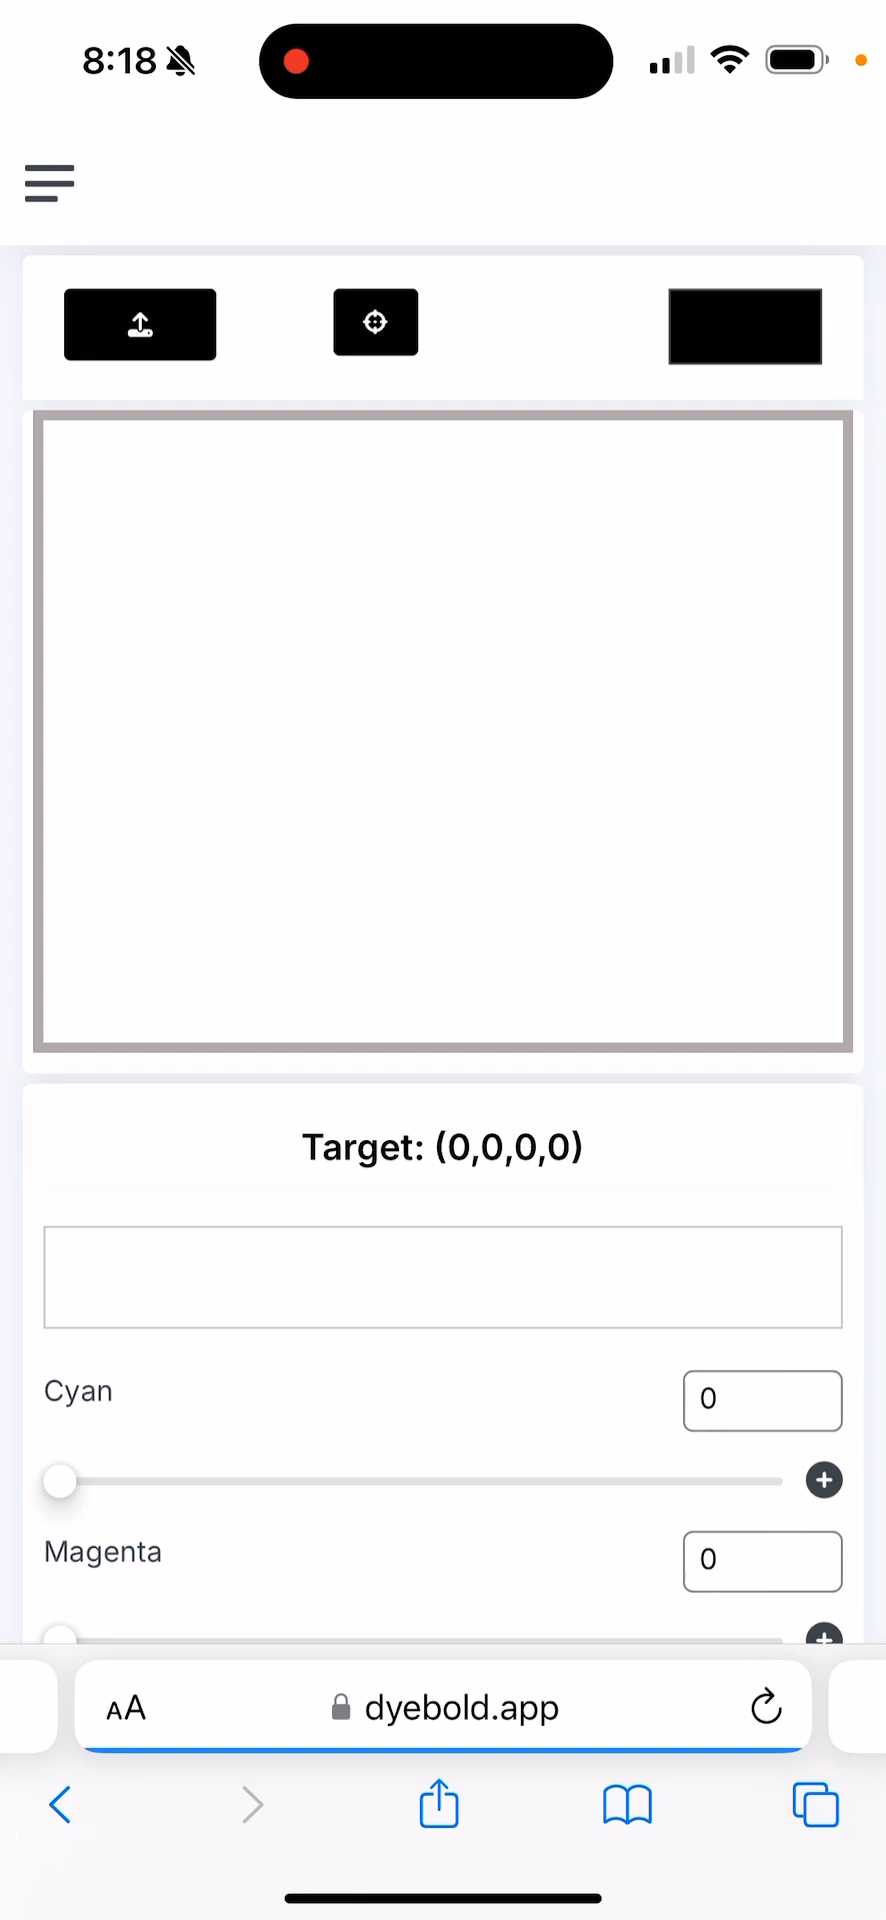 8:18
Target: (0,0,0,0)
Cyan
0
Magenta
0
AA
dyebold.app